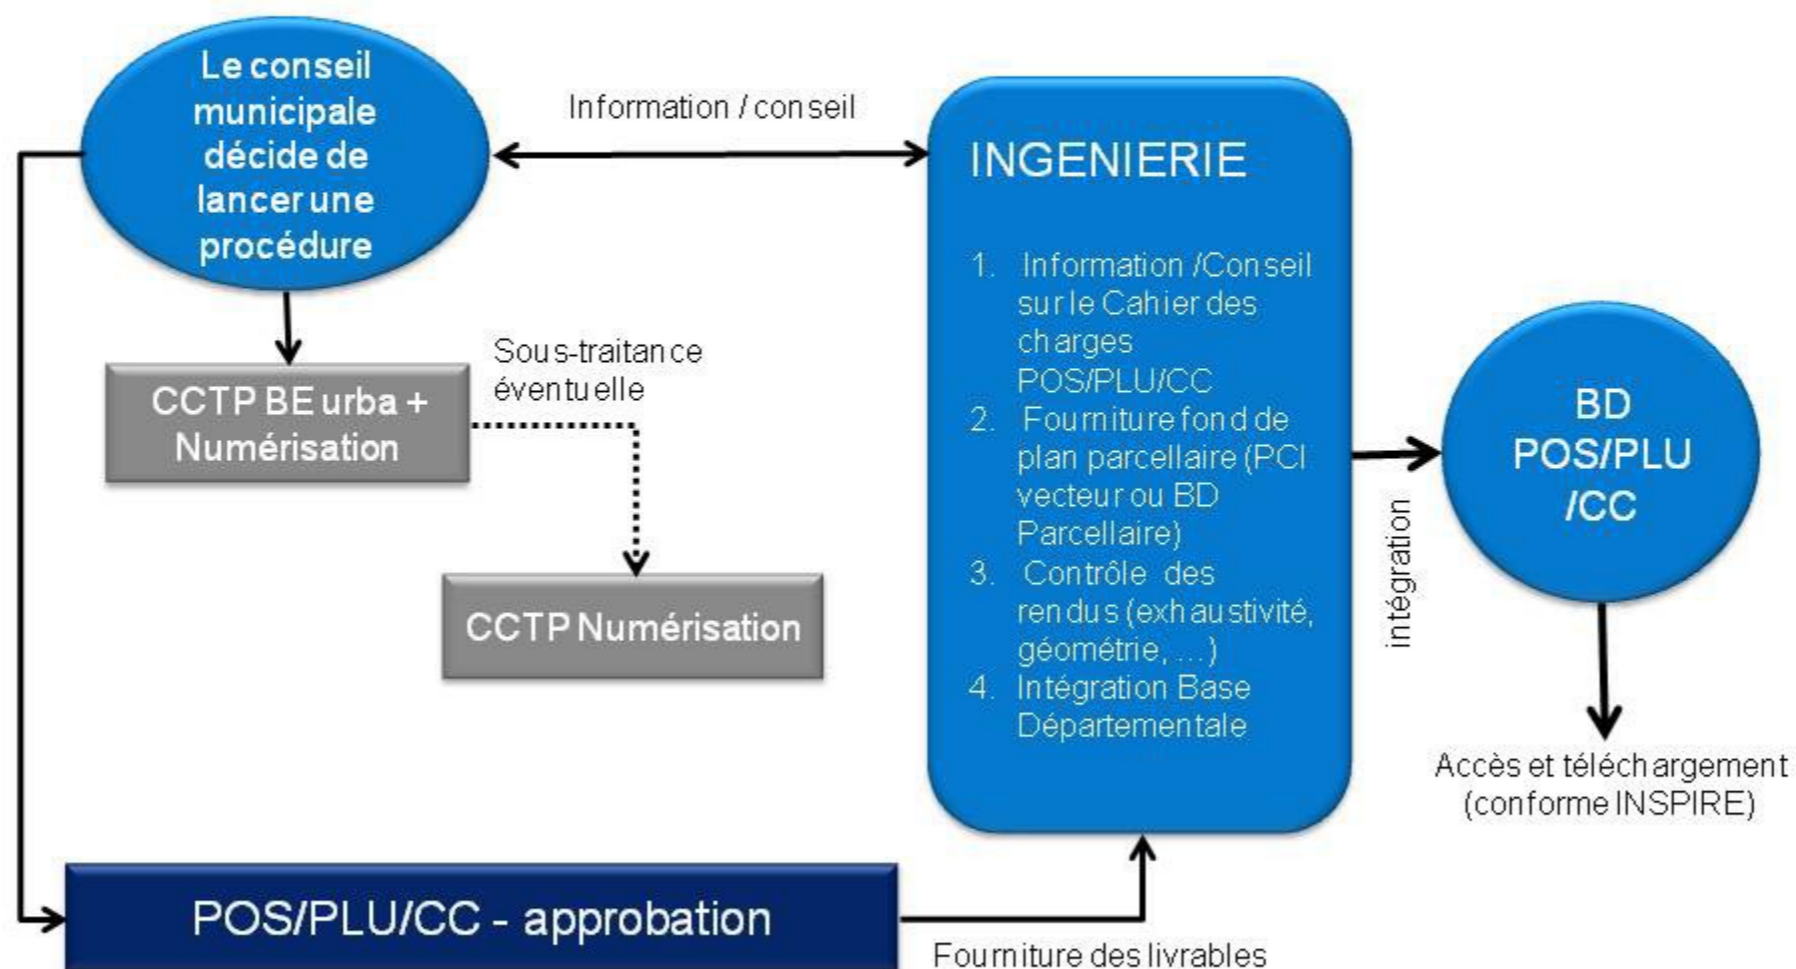 Le conseil
municipale
décide de
lancer une
procédure
Information / conseil
INGENIERIE
1. Information /Conseil
sur le Cahier des
charges
POS/PLU/CC
2. Fourniture fond de
plan parcellaire (PCI
vecteur ou BD
Parcellaire)
3. Contrôle des
rendus (exhaustivité,
géométrie, ...)
4. Intégration Base
Départementale
CCTP BE urba +
Numérisation
Sous-traitance
éventuelle
CCTP Numérisation
intégration
BD
POS/PLU
/CC
Accès et téléchargement
(conforme INSPIRE)
POS/PLU/CC - approbation
Fourniture des livrables